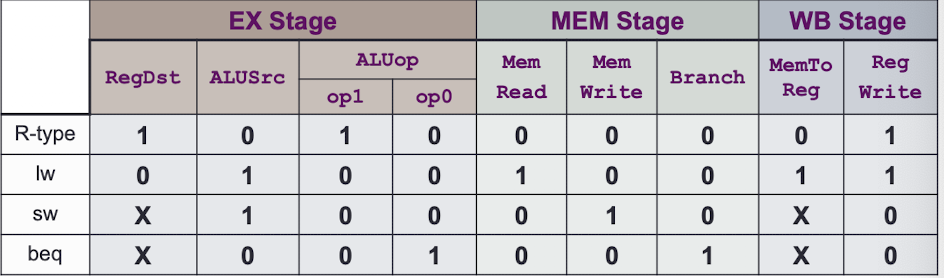 EX Stage MEM Stage WB Stage
RegDst ALUSrc ALUop Mem Read Mem Write Branch MemTo Reg Reg Write
op1 op0
R-type 1 0 1 0 0 0 0 0 1
lw 0 1 0 0 1 0 0 1 1
sw X 1 0 0 0 1 0 X 0
beq X 0 0 1 0 0 1 X 0